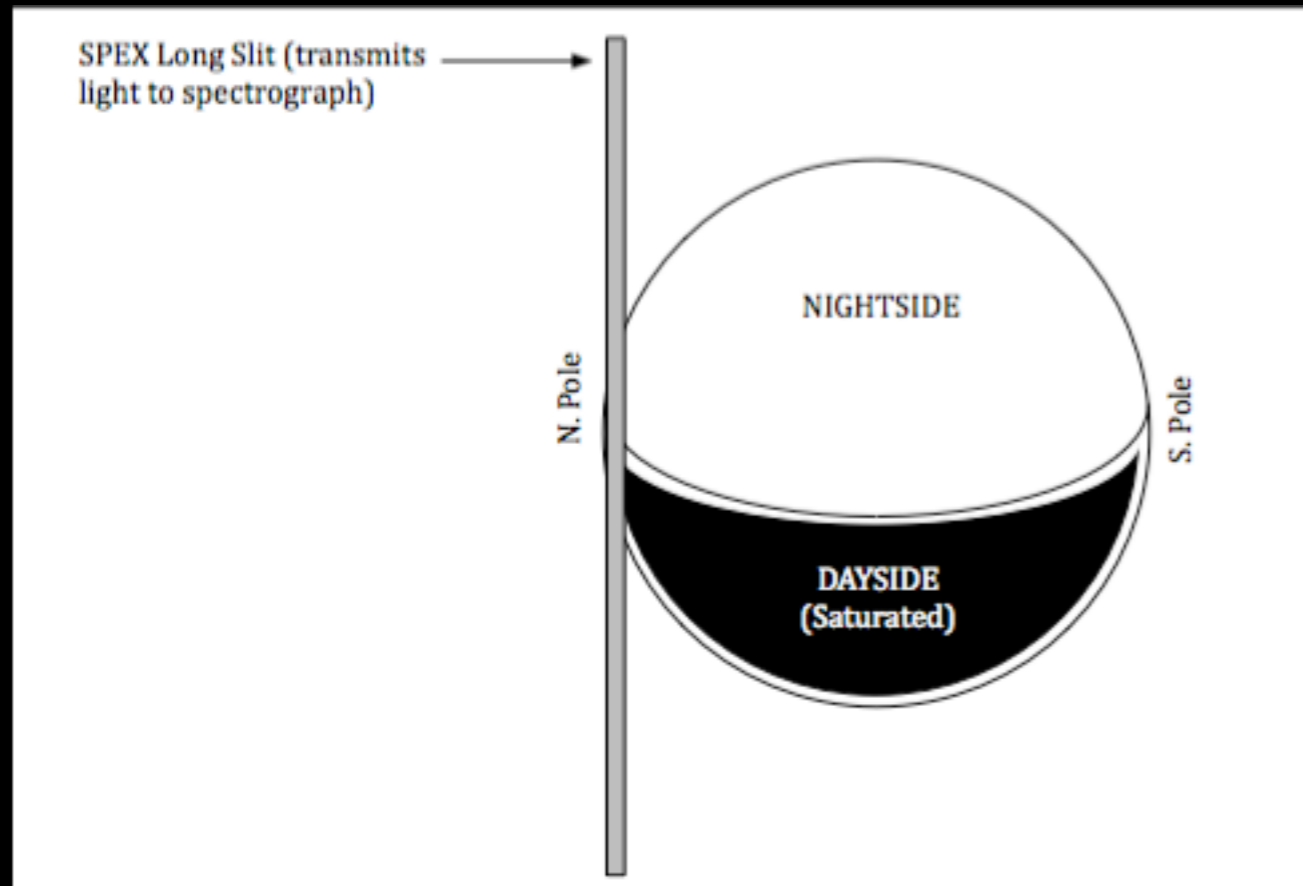 SPEX Long Slit (transmits
light to spectrograph)
NIGHTSIDE
N. Pole
S. Pole
DAYSIDE
(Saturated)